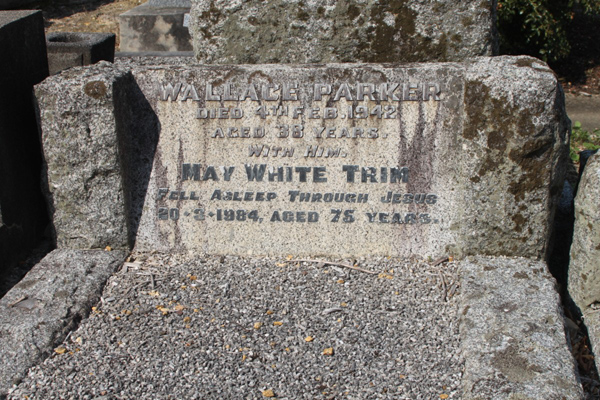 WALLACE PARKER
DIED 4TH FEB. 1942
AGED 36 YEARS.
WITH HIM.
MAY WHITE TRIM
FELL ASLEEP THROUGH JESUS
20-2-1984, AGED 75 YEARS.